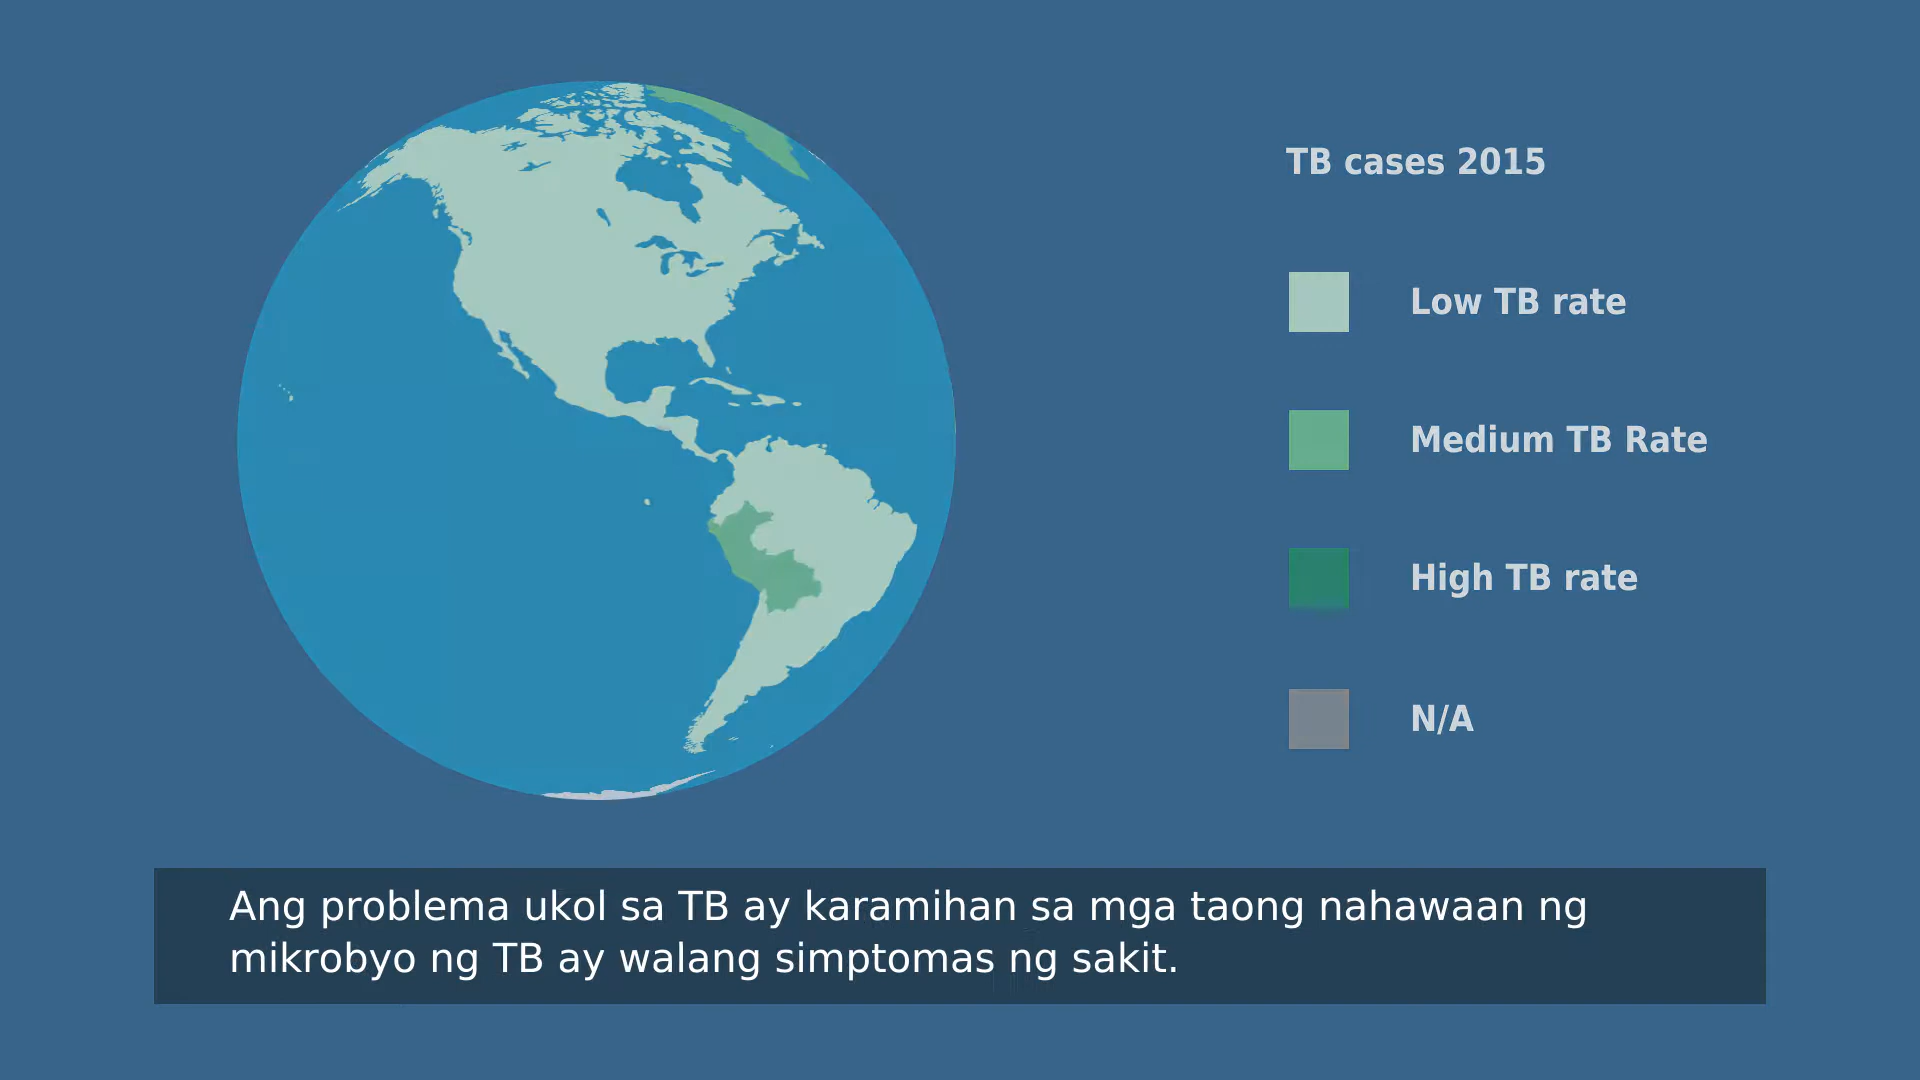 TB cases 2015
Low TB rate
Medium TB Rate
High TB rate
N/A
Ang problema ukol sa TB ay karamihan sa mga taong nahawaan ng
mikrobyo ng TB ay walang simptomas ng sakit.